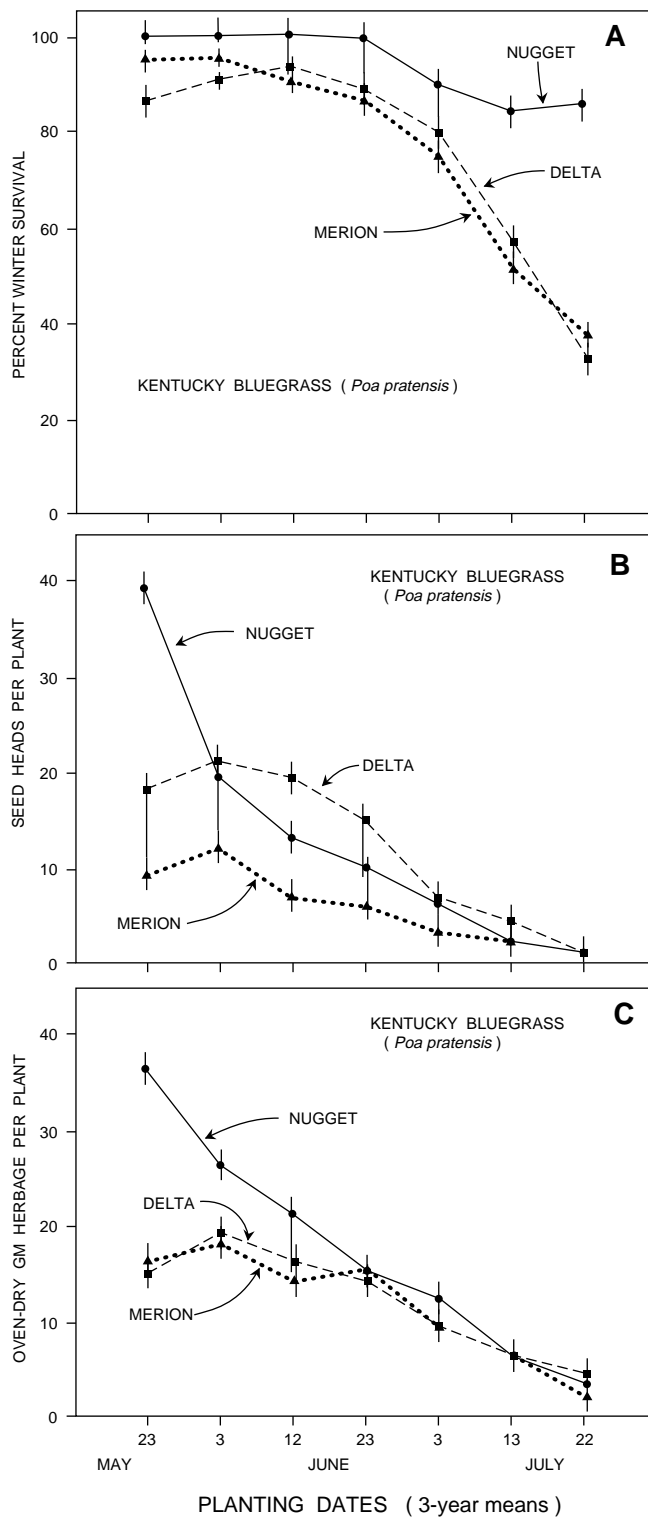 A
100
80
60
40
20
0
PERCENT WINTER SURVIVAL
NUGGET
DELTA
MERION
KENTUCKY BLUEGRASS ( Poa pratensis )
B
40
30
20
10
0
SEED HEADS PER PLANT
KENTUCKY BLUEGRASS
( Poa pratensis )
NUGGET
DELTA
MERION
C
40
30
20
10
0
OVEN-DRY GM HERBAGE PER PLANT
KENTUCKY BLUEGRASS
( Poa pratensis )
NUGGET
DELTA
MERION
23 3 12 23 3 13 22
MAY JUNE JULY
PLANTING DATES ( 3-year means )